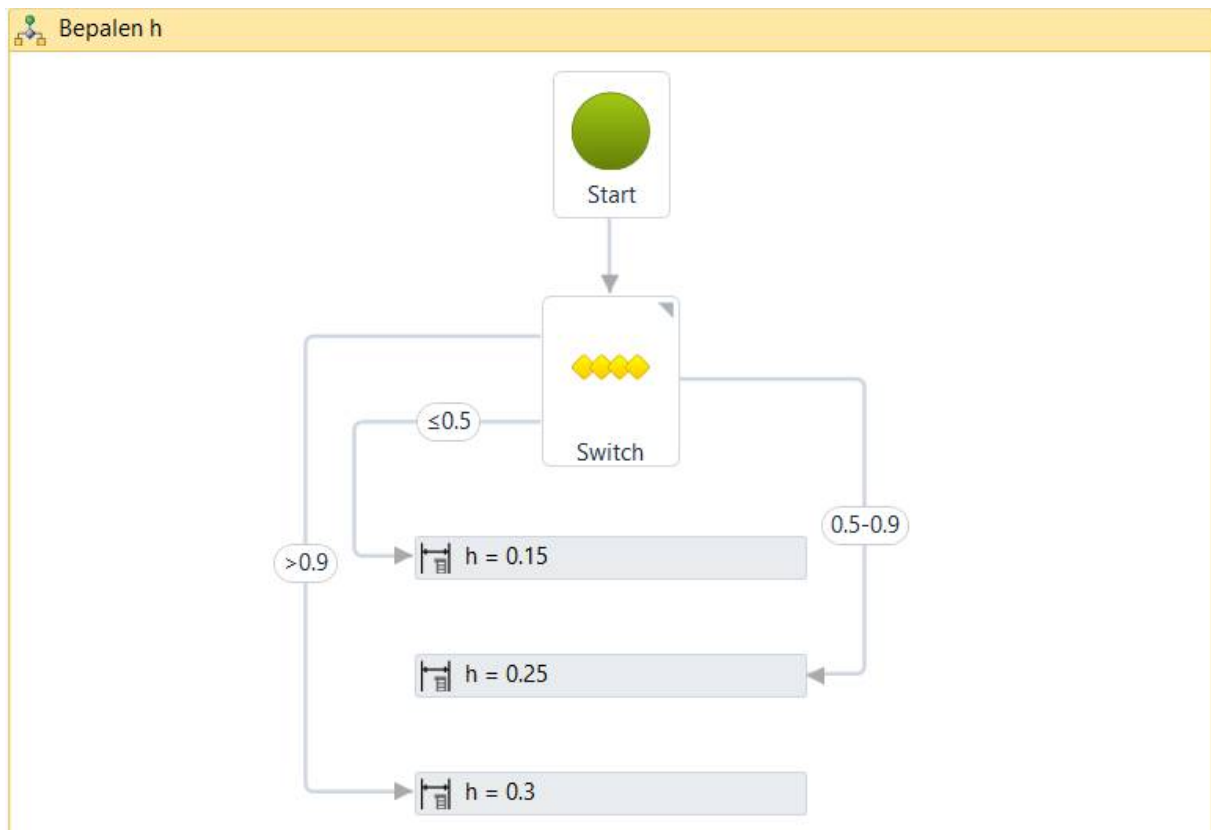 Bepalen h
Start
Switch
≤0.5
0.5-0.9
>0.9
h = 0.15
h = 0.25
h = 0.3